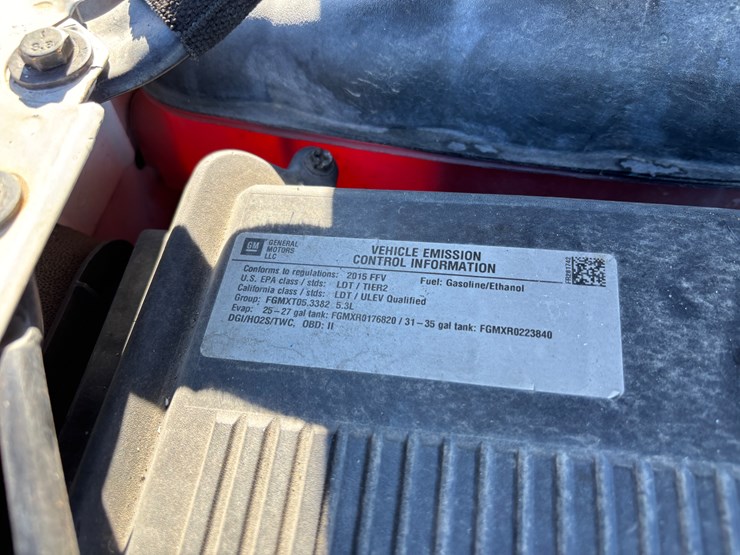 8.8
GM GENERAL MOTORS LLC
VEHICLE EMISSION
CONTROL INFORMATION
Conforms to regulations: 2015 FFV Fuel: Gasoline/Ethanol
U.S. EPA class / stds: LDT / TIER2
California class / stds: LDT / ULEV Qualified
Group: FGMXT05.3382 5.3L
Evap: 25-27 gal tank: FGMXR0176820 / 31-35 gal tank: FGMXR0223840
DGI/HO2S/TWC, OBD: II